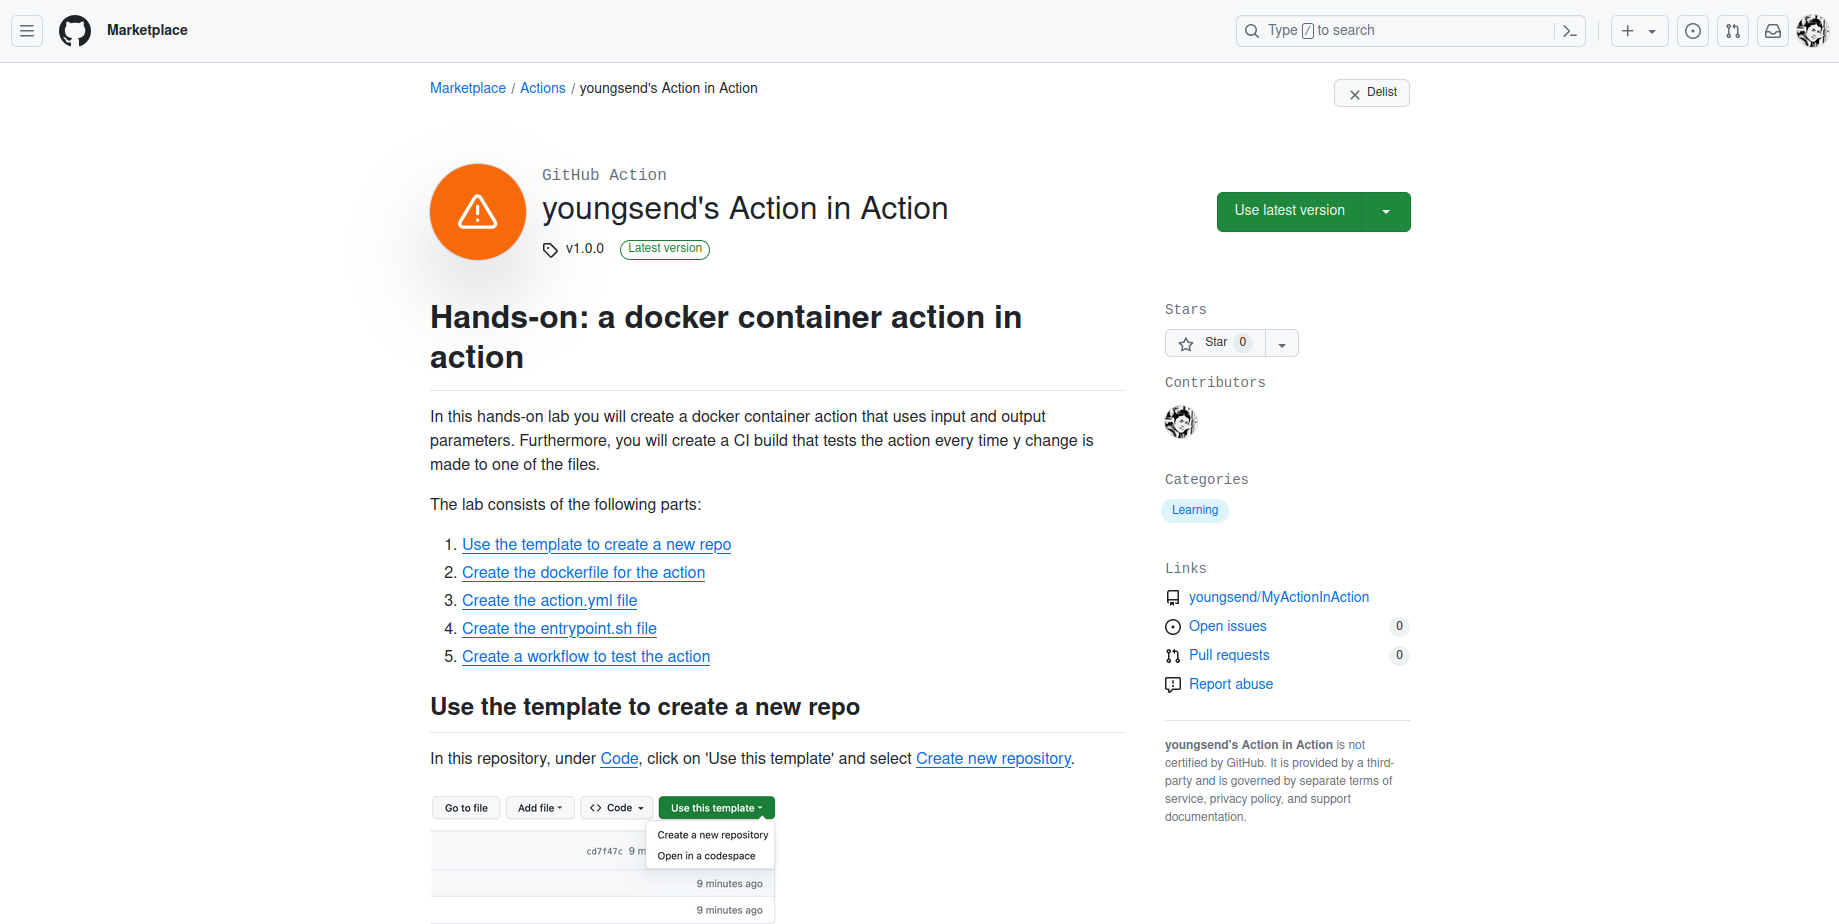 Marketplace
Type / to search
Marketplace / Actions / youngsend's Action in Action
Delist
GitHub Action
youngsend's Action in Action
Use latest version
v1.0.0
Latest version
Hands-on: a docker container action in
action
In this hands-on lab you will create a docker container action that uses input and output
parameters. Furthermore, you will create a CI build that tests the action every time y change is
made to one of the files.
The lab consists of the following parts:
1. Use the template to create a new repo
2. Create the dockerfile for the action
3. Create the action.yml file
4. Create the entrypoint.sh file
5. Create a workflow to test the action
Use the template to create a new repo
In this repository, under Code, click on 'Use this template' and select Create new repository.
Go to file
Add file
<> Code
Use this template
Create a new repository
cd7f47c 9 m
Open in a codespace
9 minutes ago
9 minutes ago
Stars
Star 0
Contributors
Categories
Learning
Links
youngsend/MyActionInAction
Open issues 0
Pull requests 0
Report abuse
youngsend's Action in Action is not
certified by GitHub. It is provided by a third-
party and is governed by separate terms of
service, privacy policy, and support
documentation.